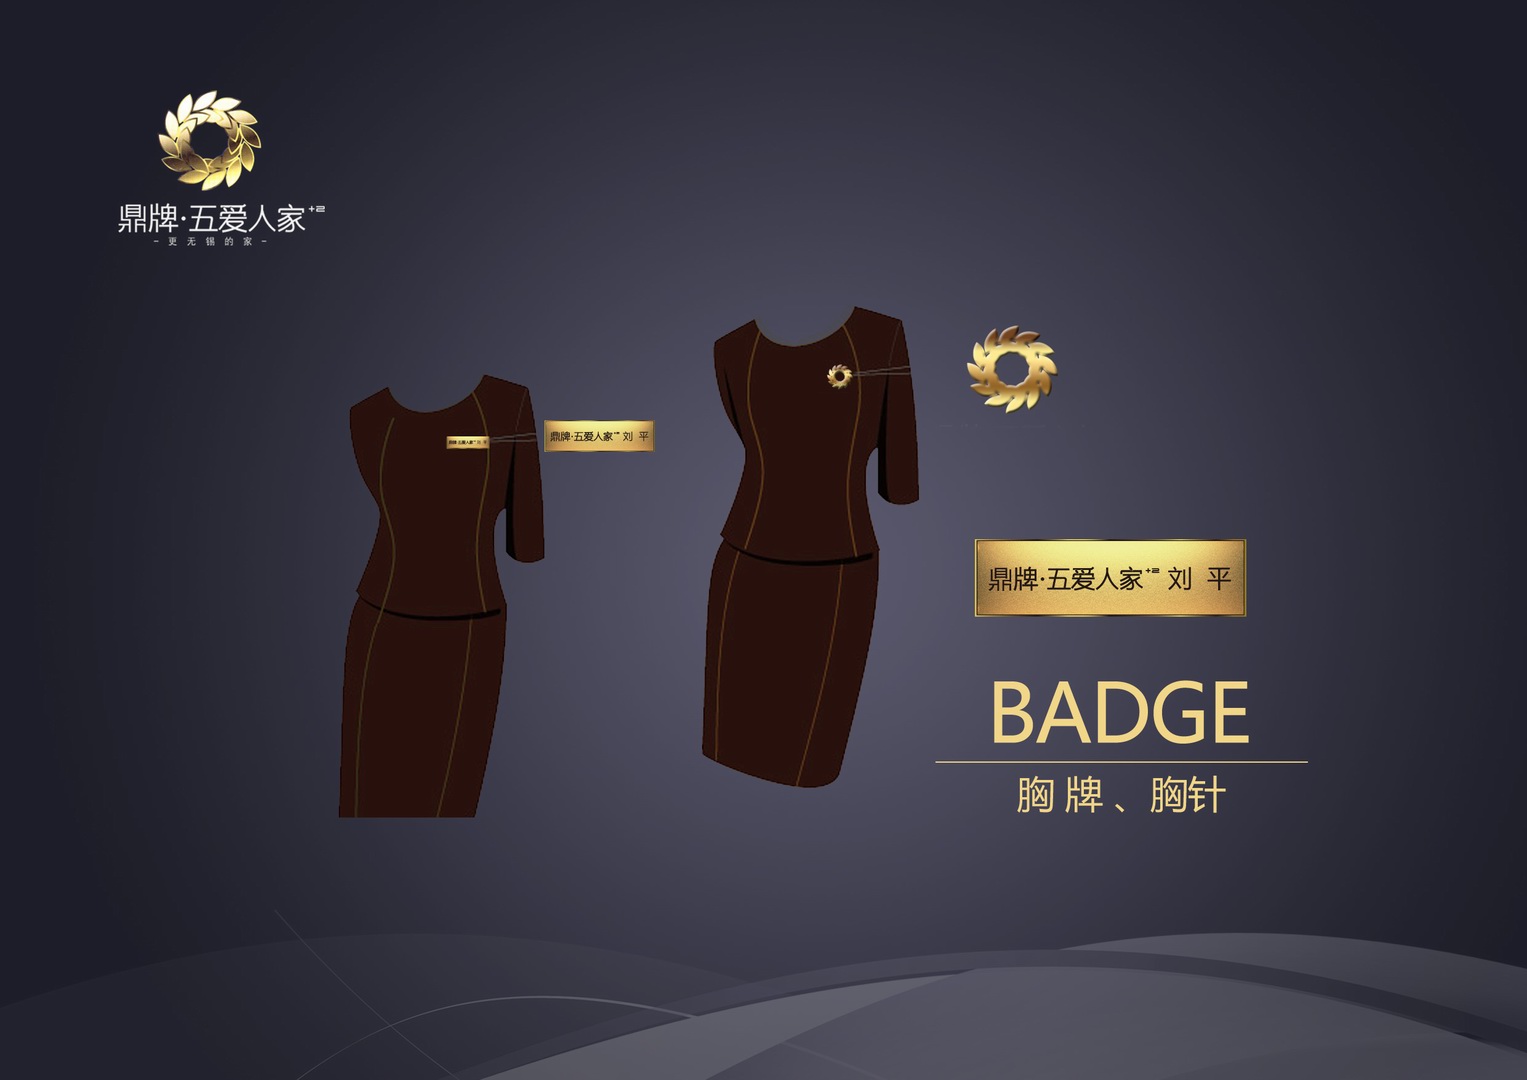 鼎牌·五爱人家+2
- 更无锡的家 -
鼎牌·五爱人家+2 刘 平
鼎牌·五爱人家+2 刘 平
鼎牌·五爱人家+2 刘 平
BADGE
胸牌、胸针